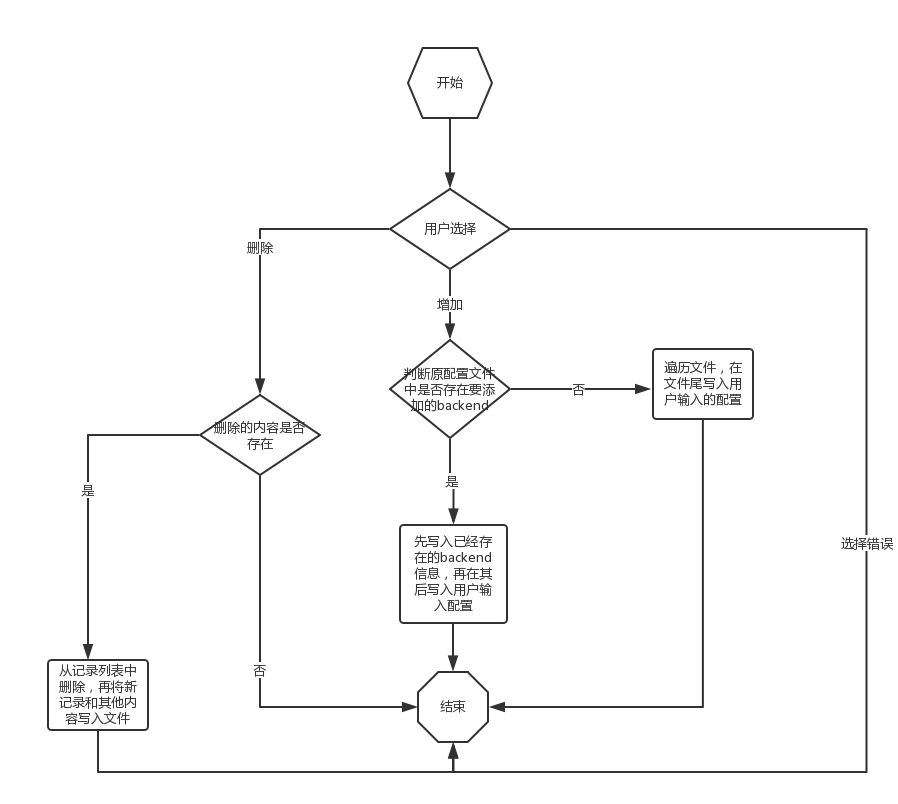 开始
用户选择
删除
增加
判断原配置文件
中是否存在要添
加的backend
否
遍历文件，在
文件尾写入用
户输入的配置
删除的内容是否
存在
是
是
选择错误
先写入已经存
在的backend
信息，再在其
后写入用户输
入配置
否
从记录列表中
删除，再将新
记录和其他内
容写入文件
结束